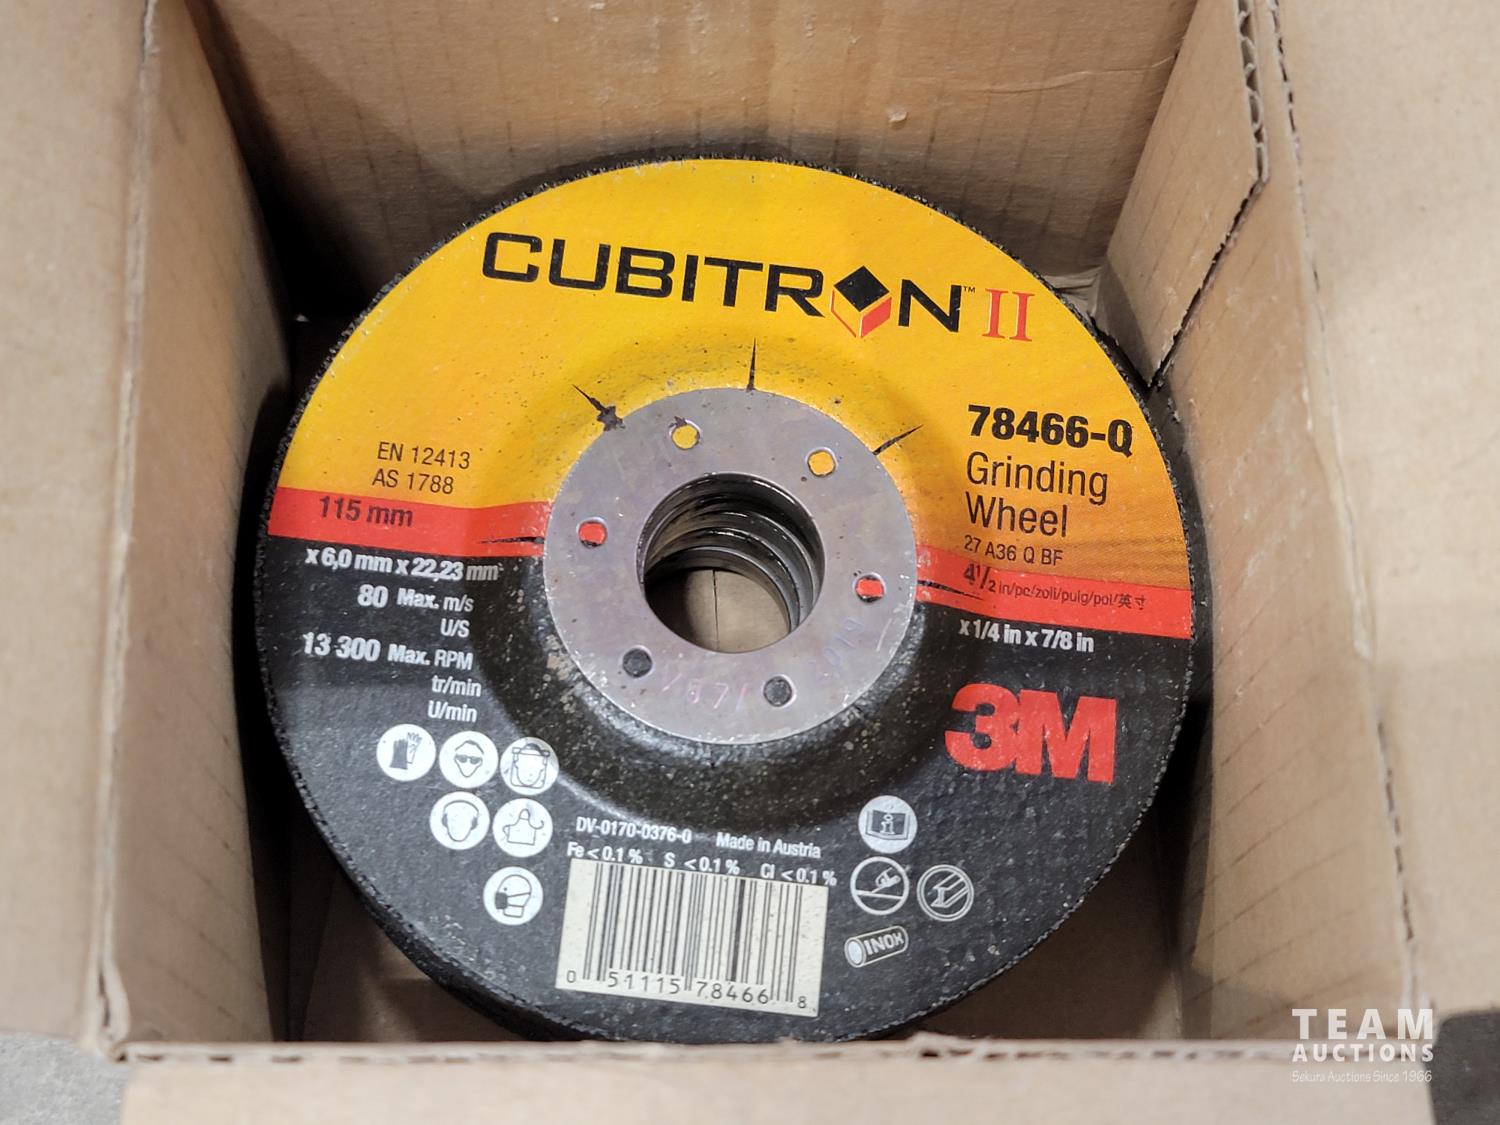 CUBITRON™ II
78466-Q
Grinding
Wheel
27 A36 Q BF
4 1/2 in/po/zoll/pulg/pol/英寸
x 1/4 in x 7/8 in
EN 12413
AS 1788
115 mm
x 6,0 mm x 22,23 mm
80 Max. m/s
U/S
13 300 Max. RPM
tr/min
U/min
3M
DV-0170-0376-0 Made in Austria
Fe < 0.1 % S < 0.1 % Cl < 0.1 %
INOX
0 51115 78466 8
TEAM
AUCTIONS
Sekura Auctions Since 1966